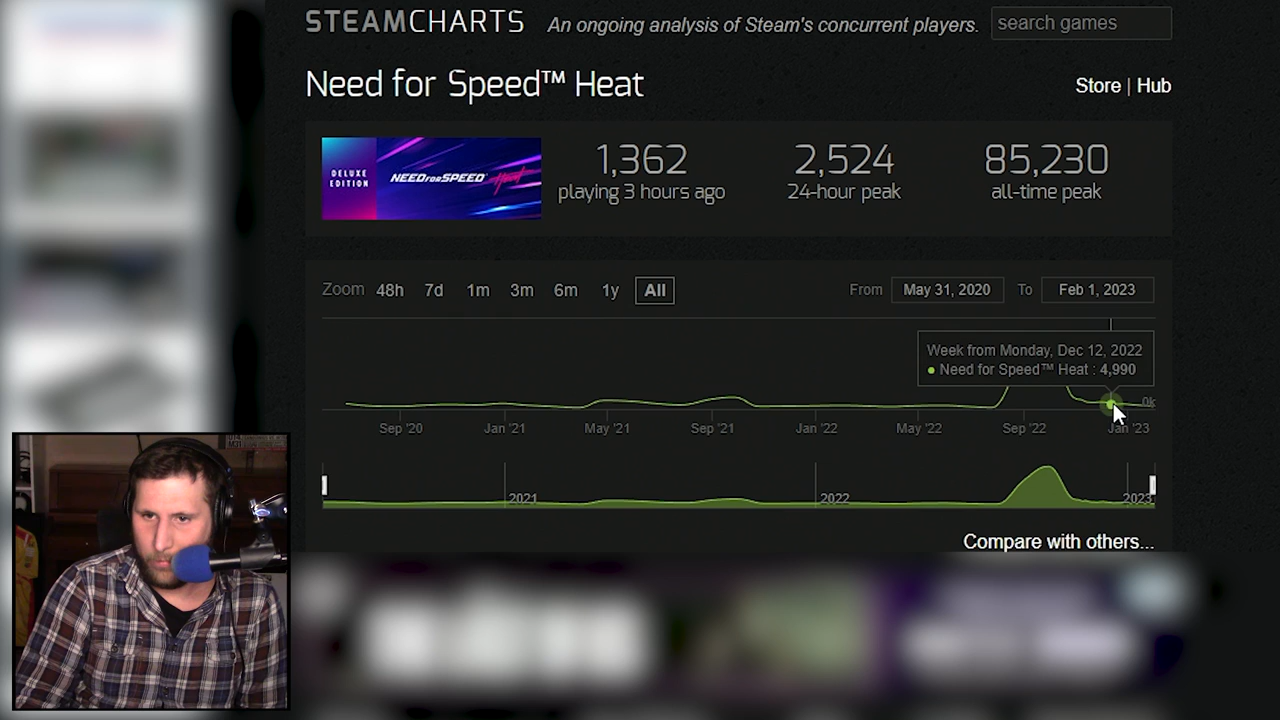 STEAMCHARTS An ongoing analysis of Steam's concurrent players. search games
Need for Speed™ Heat
Store | Hub
DELUXE
EDITION
NEED FOR SPEED Heat
1,362
playing 3 hours ago
2,524
24-hour peak
85,230
all-time peak
Zoom 48h 7d 1m 3m 6m 1y All From May 31, 2020 To Feb 1, 2023
Week from Monday, Dec 12, 2022
Need for Speed™ Heat : 4,990
0k
Sep '20 Jan '21 May '21 Sep '21 Jan '22 May '22 Sep '22 Jan '23
2021 2022 2023
Compare with others...